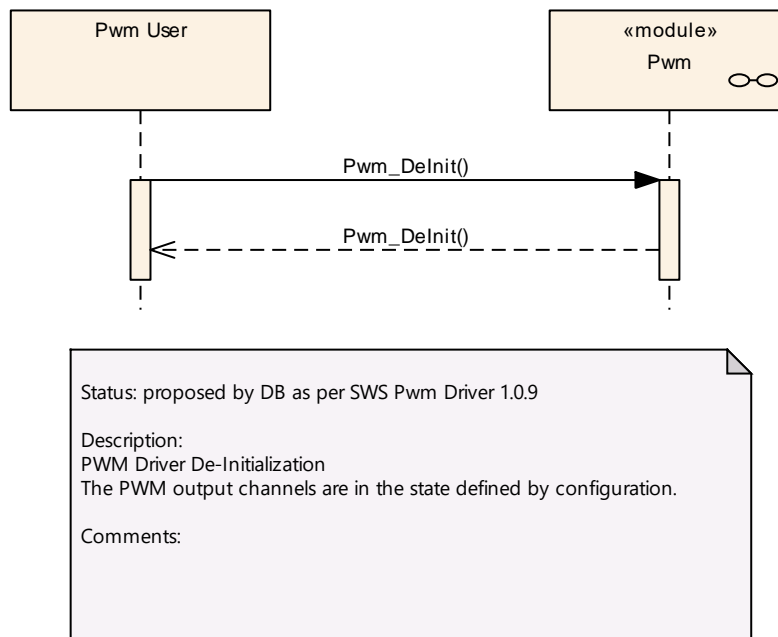 Pwm User
«module»
Pwm
Pwm_DeInit()
Pwm_DeInit()
Status: proposed by DB as per SWS Pwm Driver 1.0.9
Description:
PWM Driver De-Initialization
The PWM output channels are in the state defined by configuration.
Comments: